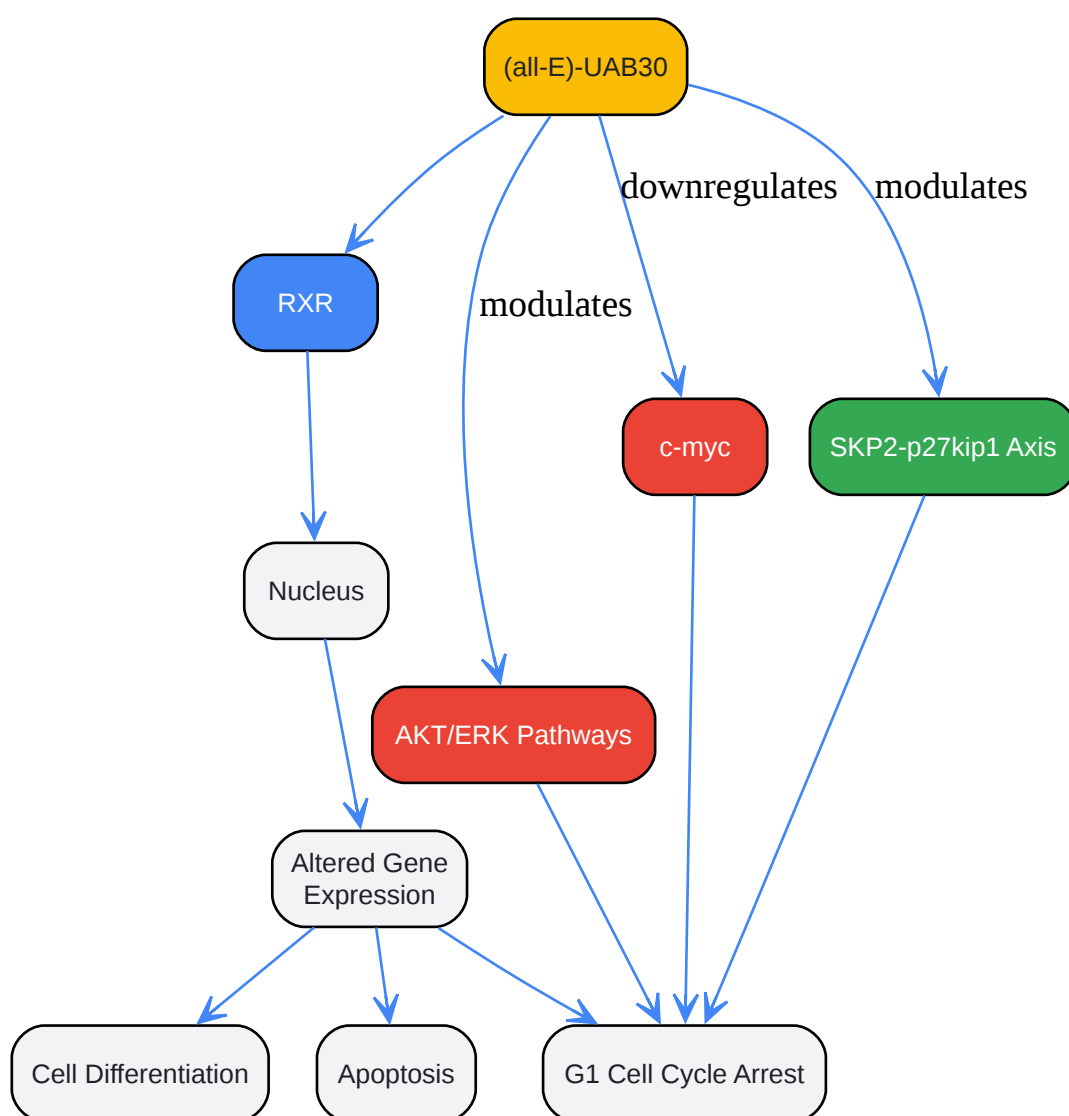 (all-E)-UAB30
downregulates
modulates
RXR
modulates
c-myc
SKP2-p27kip1 Axis
Nucleus
AKT/ERK Pathways
Altered Gene
Expression
Cell Differentiation
Apoptosis
G1 Cell Cycle Arrest